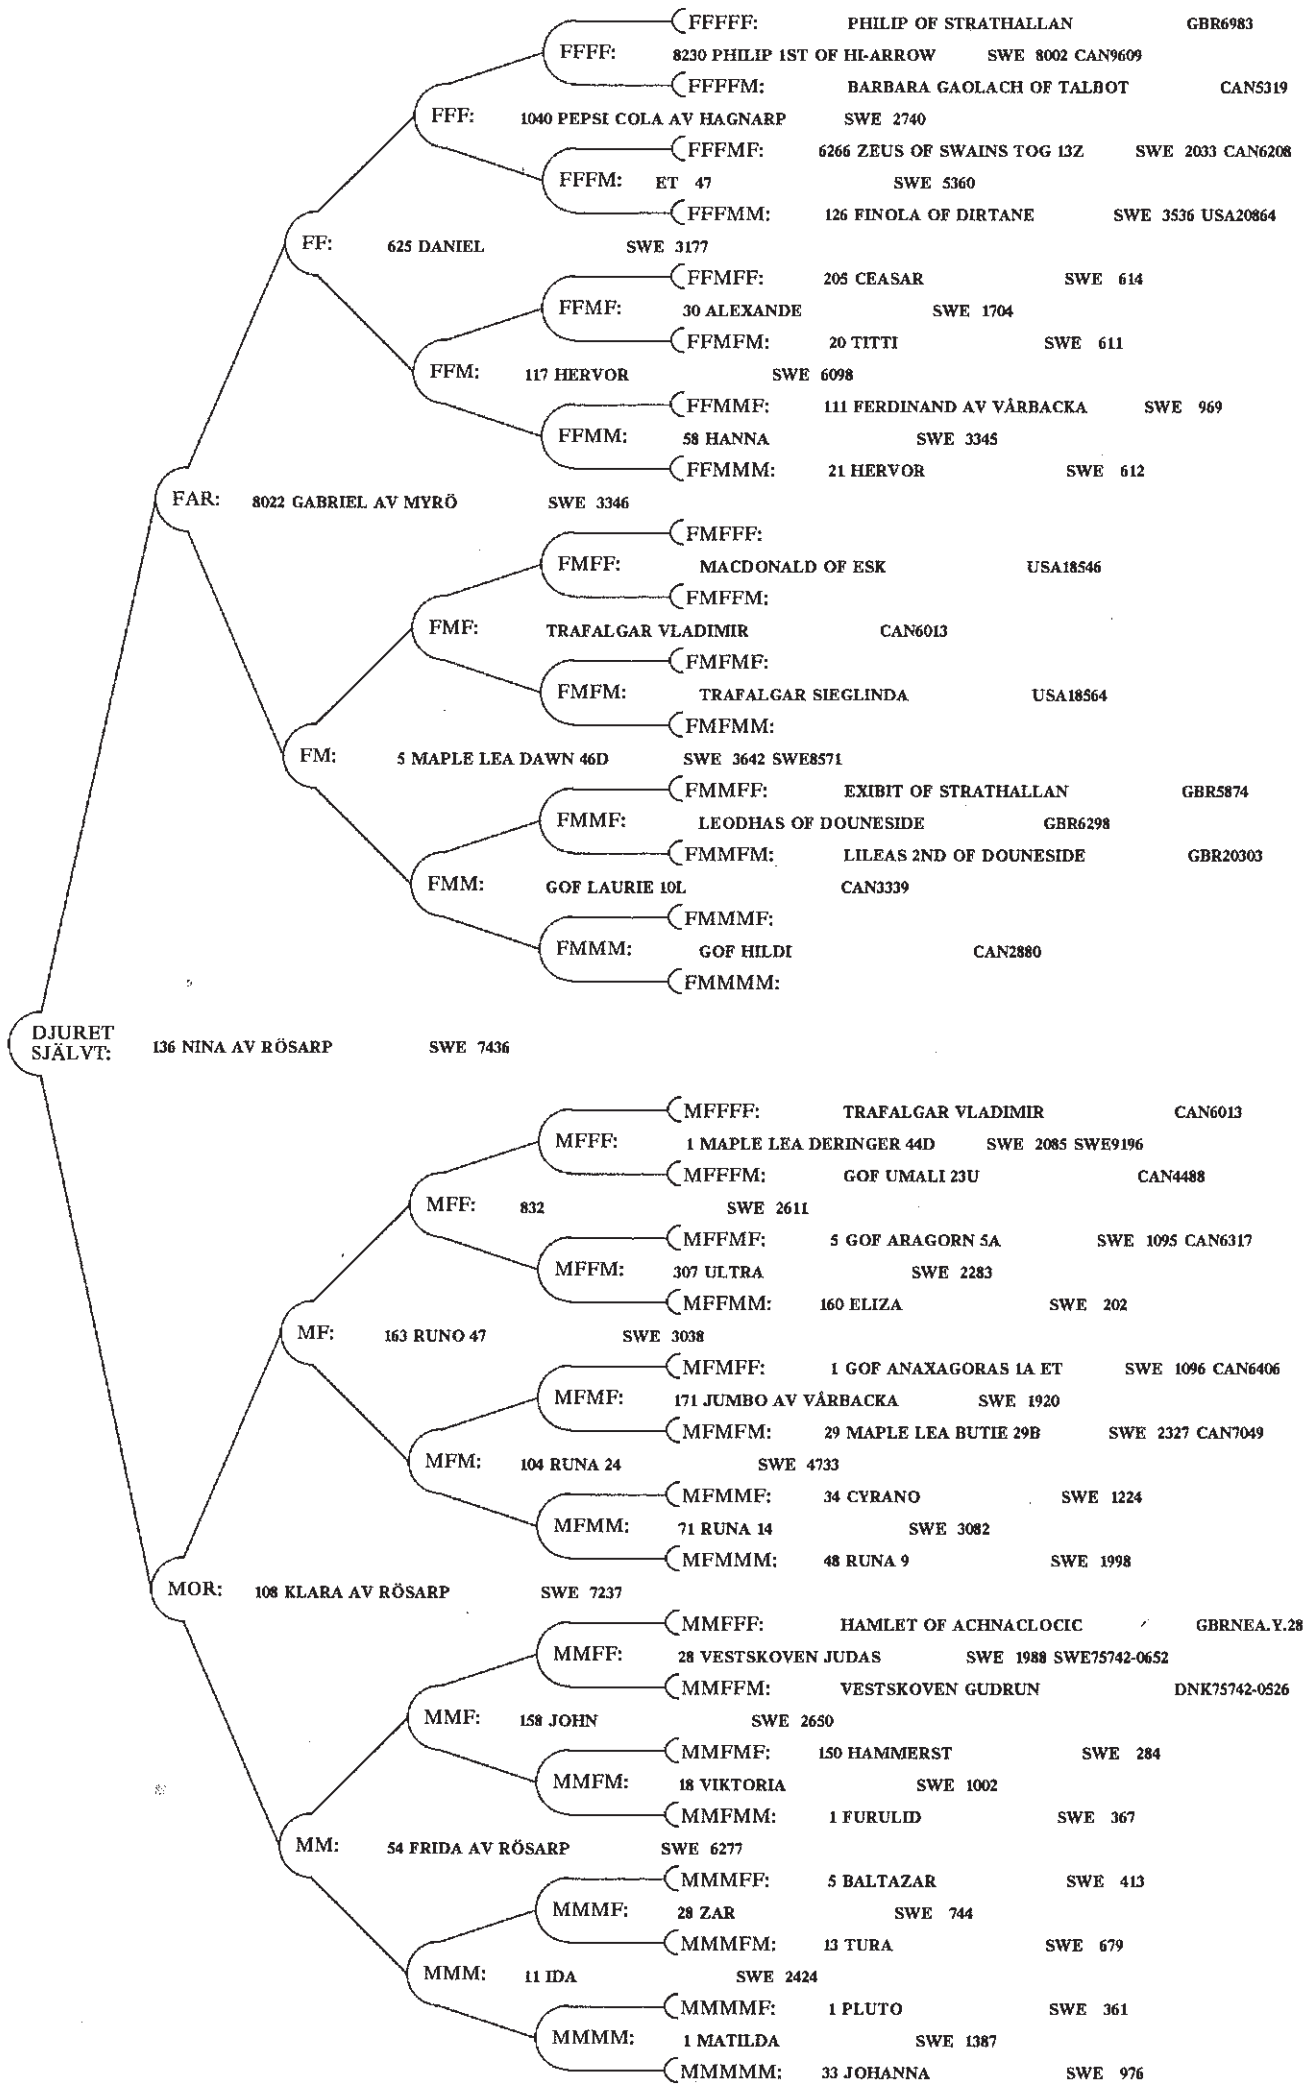 FFFFF: PHILIP OF STRATHALLAN GBR6983
FFFF: 8230 PHILIP 1ST OF HI-ARROW SWE 8002 CAN9609
FFFFM: BARBARA GAOLACH OF TALBOT CAN5319
FFF: 1040 PEPSI COLA AV HAGNARP SWE 2740
FFFMF: 6266 ZEUS OF SWAINS TOG 13Z SWE 2033 CAN6208
FFFM: ET 47 SWE 5360
FFFMM: 126 FINOLA OF DIRTANE SWE 3536 USA20864
FF: 625 DANIEL SWE 3177
FFMFF: 205 CEASAR SWE 614
FFMF: 30 ALEXANDE SWE 1704
FFMFM: 20 TITTI SWE 611
FFM: 117 HERVOR SWE 6098
FFMMF: 111 FERDINAND AV VÅRBACKA SWE 969
FFMM: 58 HANNA SWE 3345
FFMMM: 21 HERVOR SWE 612
FAR: 8022 GABRIEL AV MYRÖ SWE 3346
FMFFF:
FMFF: MACDONALD OF ESK USA18546
FMFFM:
FMF: TRAFALGAR VLADIMIR CAN6013
FMFMF:
FMFM: TRAFALGAR SIEGLINDA USA18564
FMFMM:
FM: 5 MAPLE LEA DAWN 46D SWE 3642 SWE8571
FMMFF: EXIBIT OF STRATHALLAN GBR5874
FMMF: LEODHAS OF DOUNESIDE GBR6298
FMMFM: LILEAS 2ND OF DOUNESIDE GBR20303
FMM: GOF LAURIE 10L CAN3339
FMMMF:
FMMM: GOF HILDI CAN2880
FMMMM:
DJURET
SJÄLVT: 136 NINA AV RÖSARP SWE 7436
MFFFF: TRAFALGAR VLADIMIR CAN6013
MFFF: 1 MAPLE LEA DERINGER 44D SWE 2085 SWE9196
MFFFM: GOF UMALI 23U CAN4488
MFF: 832 SWE 2611
MFFMF: 5 GOF ARAGORN 5A SWE 1095 CAN6317
MFFM: 307 ULTRA SWE 2283
MFFMM: 160 ELIZA SWE 202
MF: 163 RUNO 47 SWE 3038
MFMFF: 1 GOF ANAXAGORAS 1A ET SWE 1096 CAN6406
MFMF: 171 JUMBO AV VÅRBACKA SWE 1920
MFMFM: 29 MAPLE LEA BUTIE 29B SWE 2327 CAN7049
MFM: 104 RUNA 24 SWE 4733
MFMMF: 34 CYRANO SWE 1224
MFMM: 71 RUNA 14 SWE 3082
MFMMM: 48 RUNA 9 SWE 1998
MOR: 108 KLARA AV RÖSARP SWE 7237
MMFFF: HAMLET OF ACHNACLOCIC GBRNEA.Y.28
MMFF: 28 VESTSKOVEN JUDAS SWE 1988 SWE75742-0652
MMFFM: VESTSKOVEN GUDRUN DNK75742-0526
MMF: 158 JOHN SWE 2650
MMFMF: 150 HAMMERST SWE 284
MMFM: 18 VIKTORIA SWE 1002
MMFMM: 1 FURULID SWE 367
MM: 54 FRIDA AV RÖSARP SWE 6277
MMMFF: 5 BALTAZAR SWE 413
MMMF: 28 ZAR SWE 744
MMMFM: 13 TURA SWE 679
MMM: 11 IDA SWE 2424
MMMMF: 1 PLUTO SWE 361
MMMM: 1 MATILDA SWE 1387
MMMMM: 33 JOHANNA SWE 976